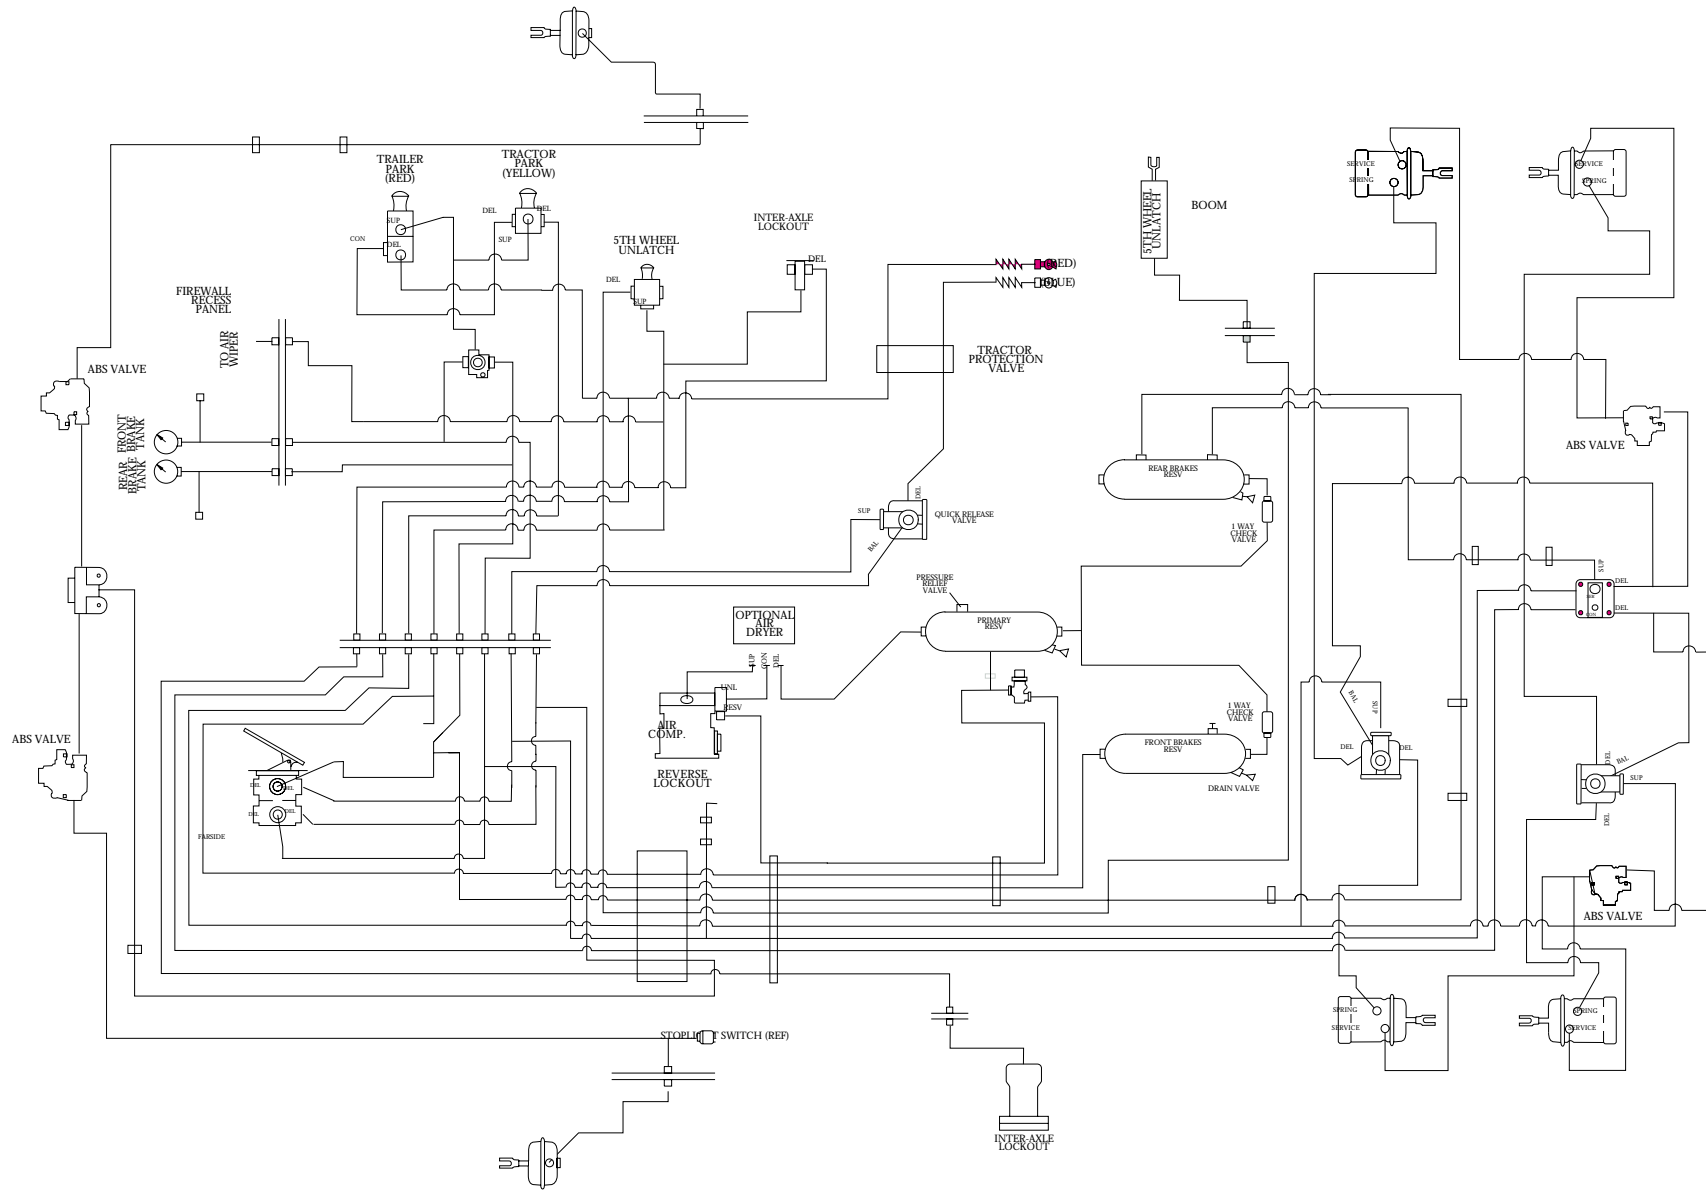 TRAILER
PARK
(RED)
TRACTOR
PARK
(YELLOW)
SUP
DEL
CON
DEL
DEL
SUP
5TH WHEEL
UNLATCH
DEL
SUP
INTER-AXLE
LOCKOUT
DEL
5TH WHEEL
UNLATCH
BOOM
SERVICE
SPRING
SERVICE
SPRING
FIREWALL
RECESS
PANEL
TO AIR
WIPER
ABS VALVE
FRONT
BRAKE
TANK
REAR
BRAKE
TANK
TRACTOR
PROTECTION
VALVE
ABS VALVE
REAR BRAKES
RESV
1 WAY
CHECK
VALVE
SUP
DEL
BAL
QUICK RELEASE
VALVE
PRESSURE
RELIEF
VALVE
PRIMARY
RESV
OPTIONAL
AIR
DRYER
SUP
CON
DEL
UNL
RESV
AIR
COMP.
REVERSE
LOCKOUT
1 WAY
CHECK
VALVE
FRONT BRAKES
RESV
DRAIN VALVE
SUP
DEL
DEL
BAL
SUP
DEL
DEL
DEL
BAL
SUP
DEL
ABS VALVE
ABS VALVE
DEL
DEL
DEL
DEL
FARSIDE
SPRING
SERVICE
SPRING
SERVICE
SWITCH (REF)
INTER-AXLE
LOCKOUT